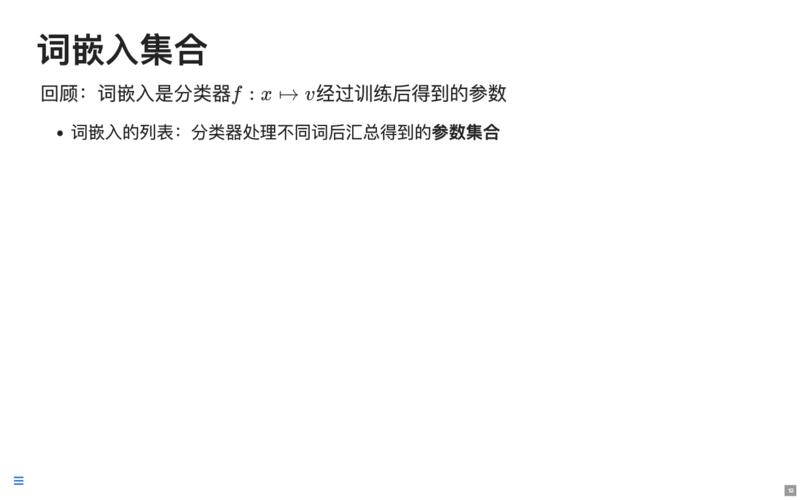 词嵌入集合
回顾：词嵌入是分类器f : x ↦ v经过训练后得到的参数
• 词嵌入的列表：分类器处理不同词后汇总得到的参数集合